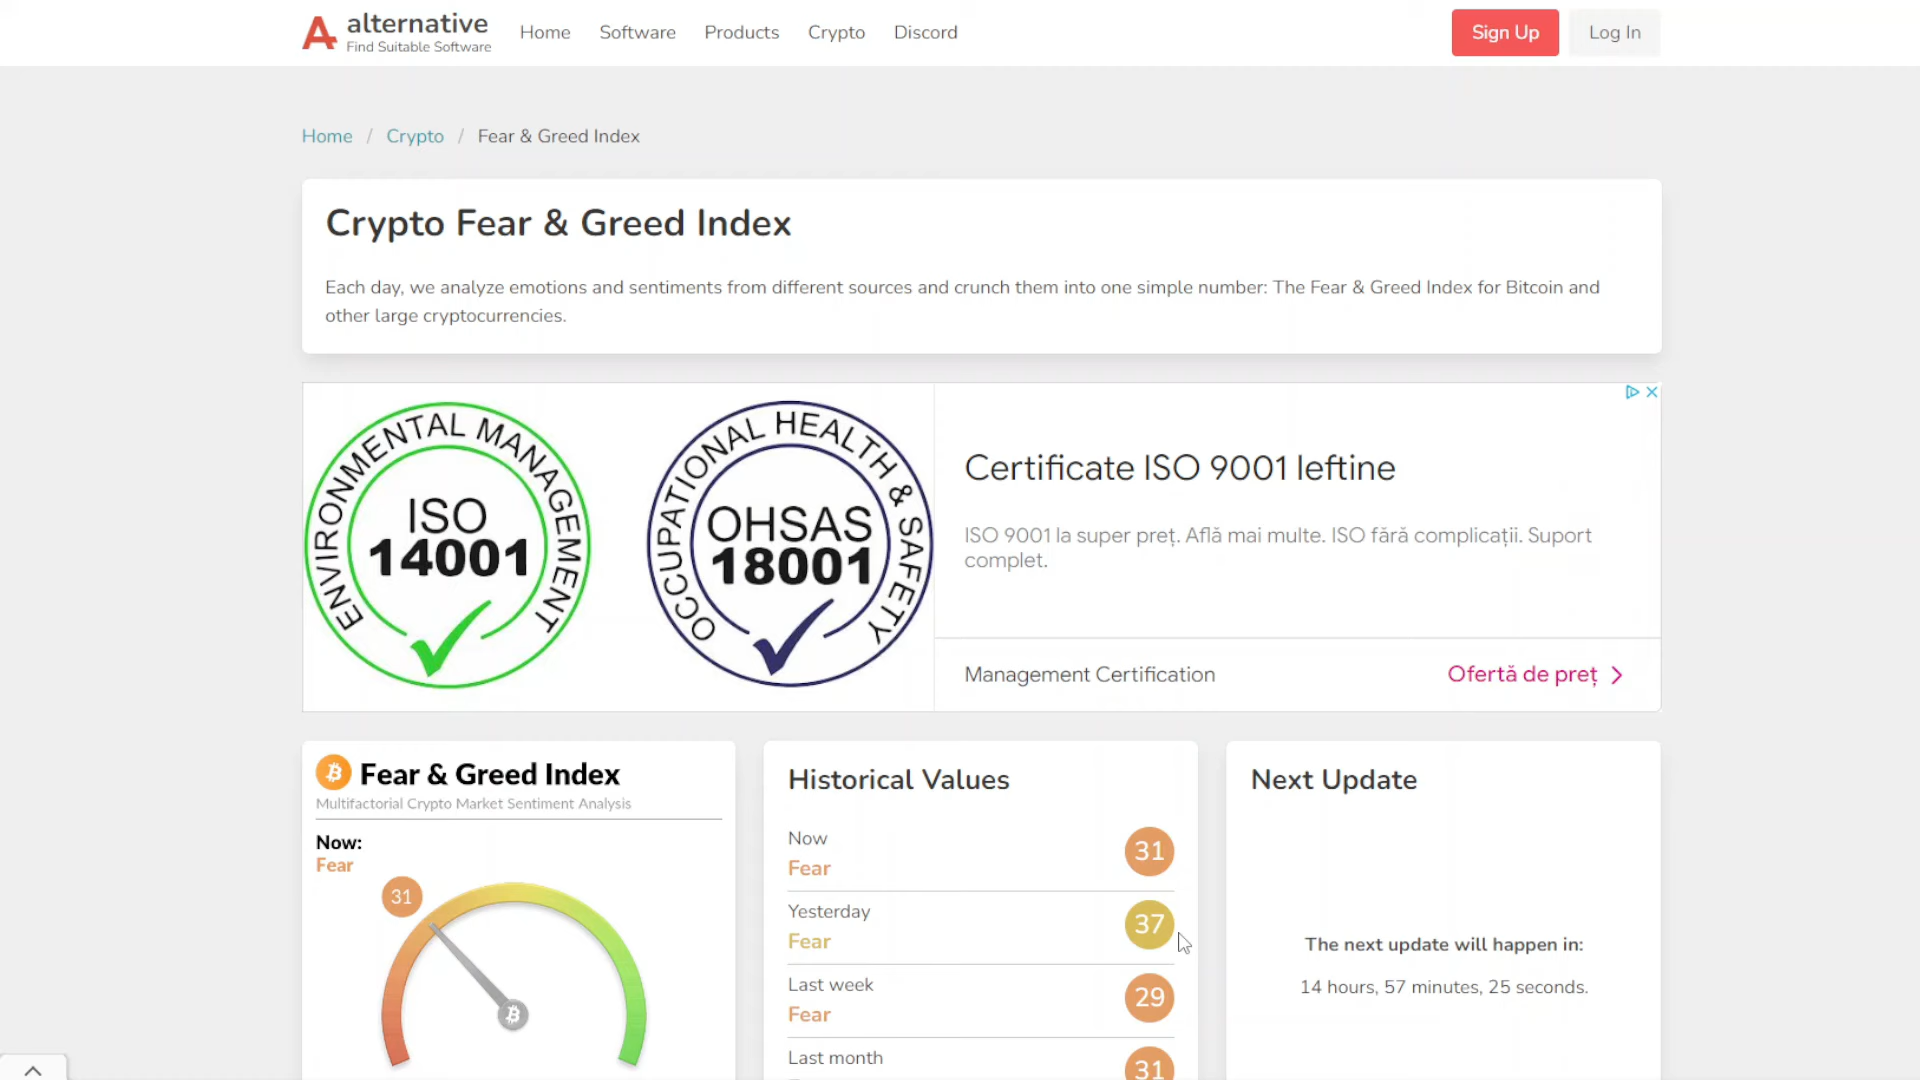 alternative
Find Suitable Software
Home
Software
Products
Crypto
Discord
Sign Up
Log In
Home / Crypto / Fear & Greed Index
Crypto Fear & Greed Index
Each day, we analyze emotions and sentiments from different sources and crunch them into one simple number: The Fear & Greed Index for Bitcoin and
other large cryptocurrencies.
ENVIRONMENTAL MANAGEMENT
ISO
14001
OCCUPATIONAL HEALTH & SAFETY
OHSAS
18001
Certificate ISO 9001 leftine
ISO 9001 la super preț. Află mai multe. ISO fără complicații. Suport
complet.
Management Certification
Ofertă de preț
Fear & Greed Index
Multifactorial Crypto Market Sentiment Analysis
Now:
Fear
31
Historical Values
Now
Fear
31
Yesterday
Fear
37
Last week
Fear
29
Last month
31
Next Update
The next update will happen in:
14 hours, 57 minutes, 25 seconds.